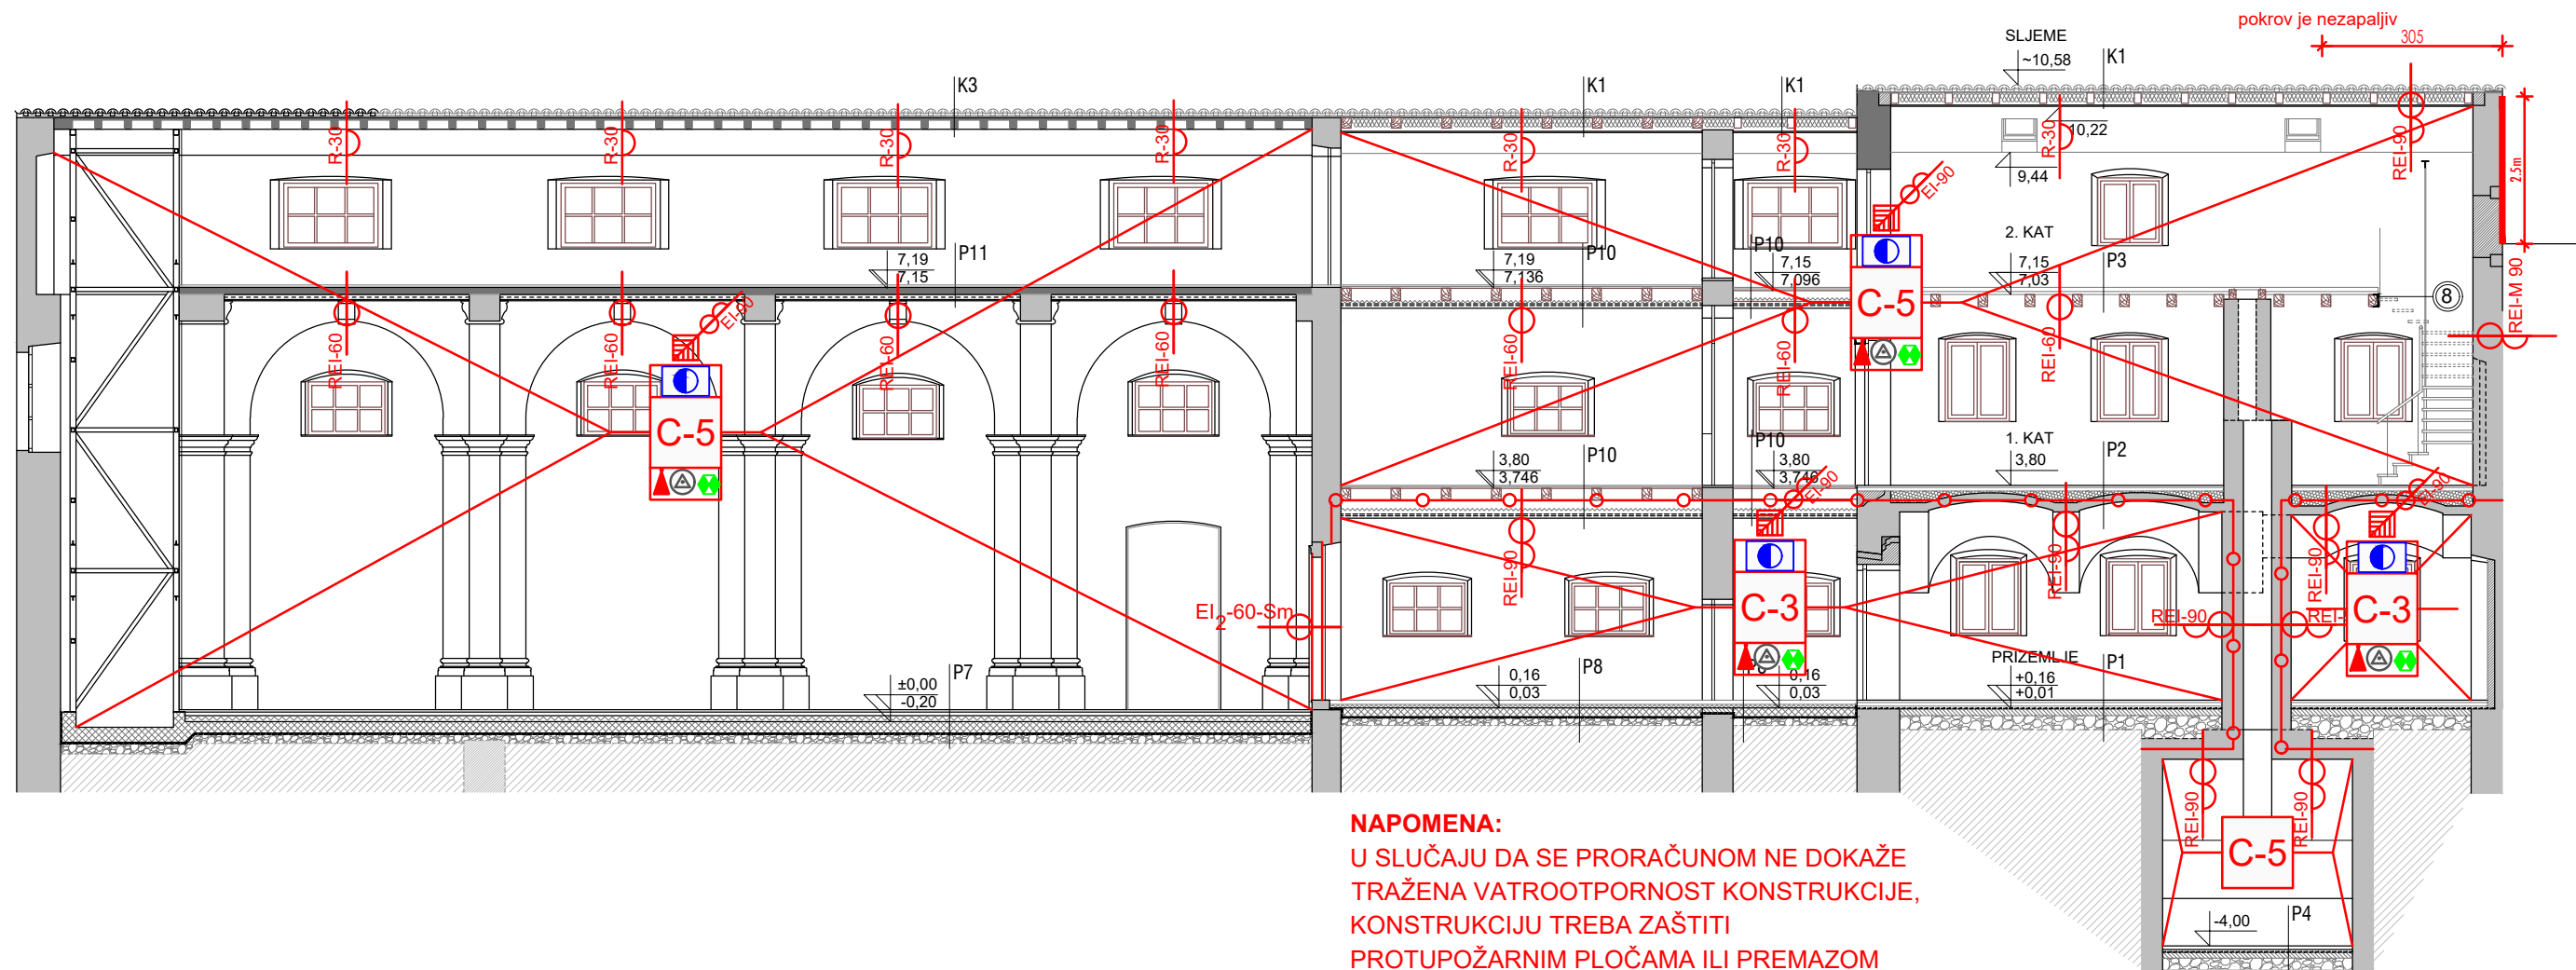 pokrov je nezapaljiv
305
SLJEME
~10,58
K1
K3
K1
K1
R-30
R-30
R-30
R-30
R-30
R-30
R-30
10,22
REI-90
2.5m
9,44
EI-90
2. KAT
7,19
7,15
P11
7,19
7,136
P10
P10
7,15
7,096
7,15
7,03
P3
C-5
8
REI-M 90
EI-90
REI-60
REI-60
REI-60
REI-60
REI-60
REI-60
REI-60
C-5
1. KAT
3,80
3,746
P10
P10
3,80
3,746
3,80
P2
EI-90
EI-90
REI-90
REI-90
REI-90
EI2-60-Sm
C-3
C-3
REI-90
REI-
PRIZEMLJE
±0,00
-0,20
P7
0,16
0,03
P8
0,16
0,03
+0,16
+0,01
P1
REI-90
REI-90
C-5
-4,00
P4
NAPOMENA:
U SLUČAJU DA SE PRORAČUNOM NE DOKAŽE
TRAŽENA VATROOTPORNOST KONSTRUKCIJE,
KONSTRUKCIJU TREBA ZAŠTITI
PROTUPOŽARNIM PLOČAMA ILI PREMAZOM